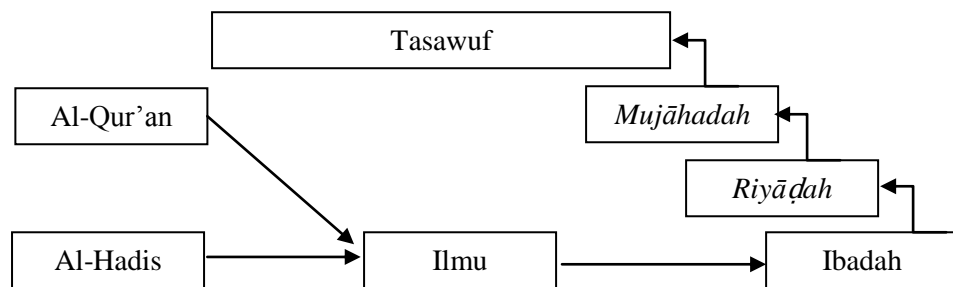 Tasawuf
Al-Qur’an
Mujāhadah
Riyāḍah
Al-Hadis
Ilmu
Ibadah